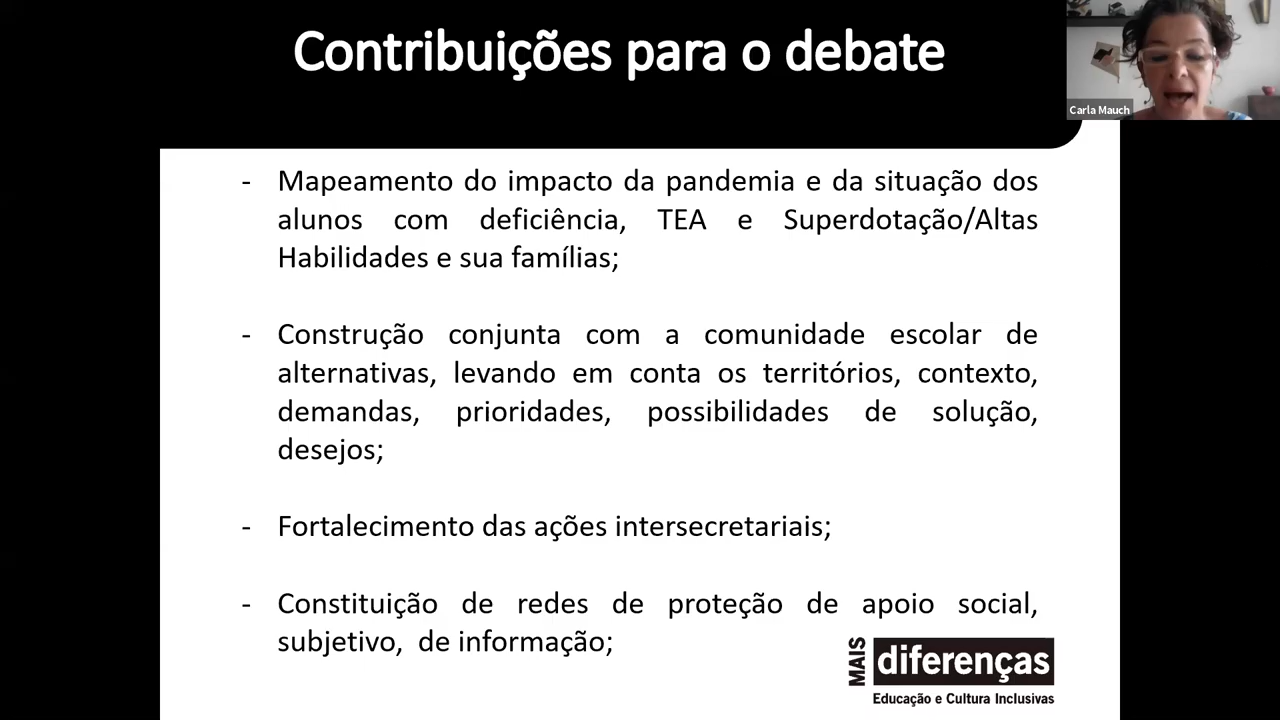 Contribuições para o debate
Carla Mauch
- Mapeamento do impacto da pandemia e da situação dos
alunos com deficiência, TEA e Superdotação/Altas
Habilidades e sua famílias;
- Construção conjunta com a comunidade escolar de
alternativas, levando em conta os territórios, contexto,
demandas, prioridades, possibilidades de solução,
desejos;
- Fortalecimento das ações intersecretariais;
- Constituição de redes de proteção de apoio social,
subjetivo, de informação;
MAIS
diferenças
Educação e Cultura Inclusivas